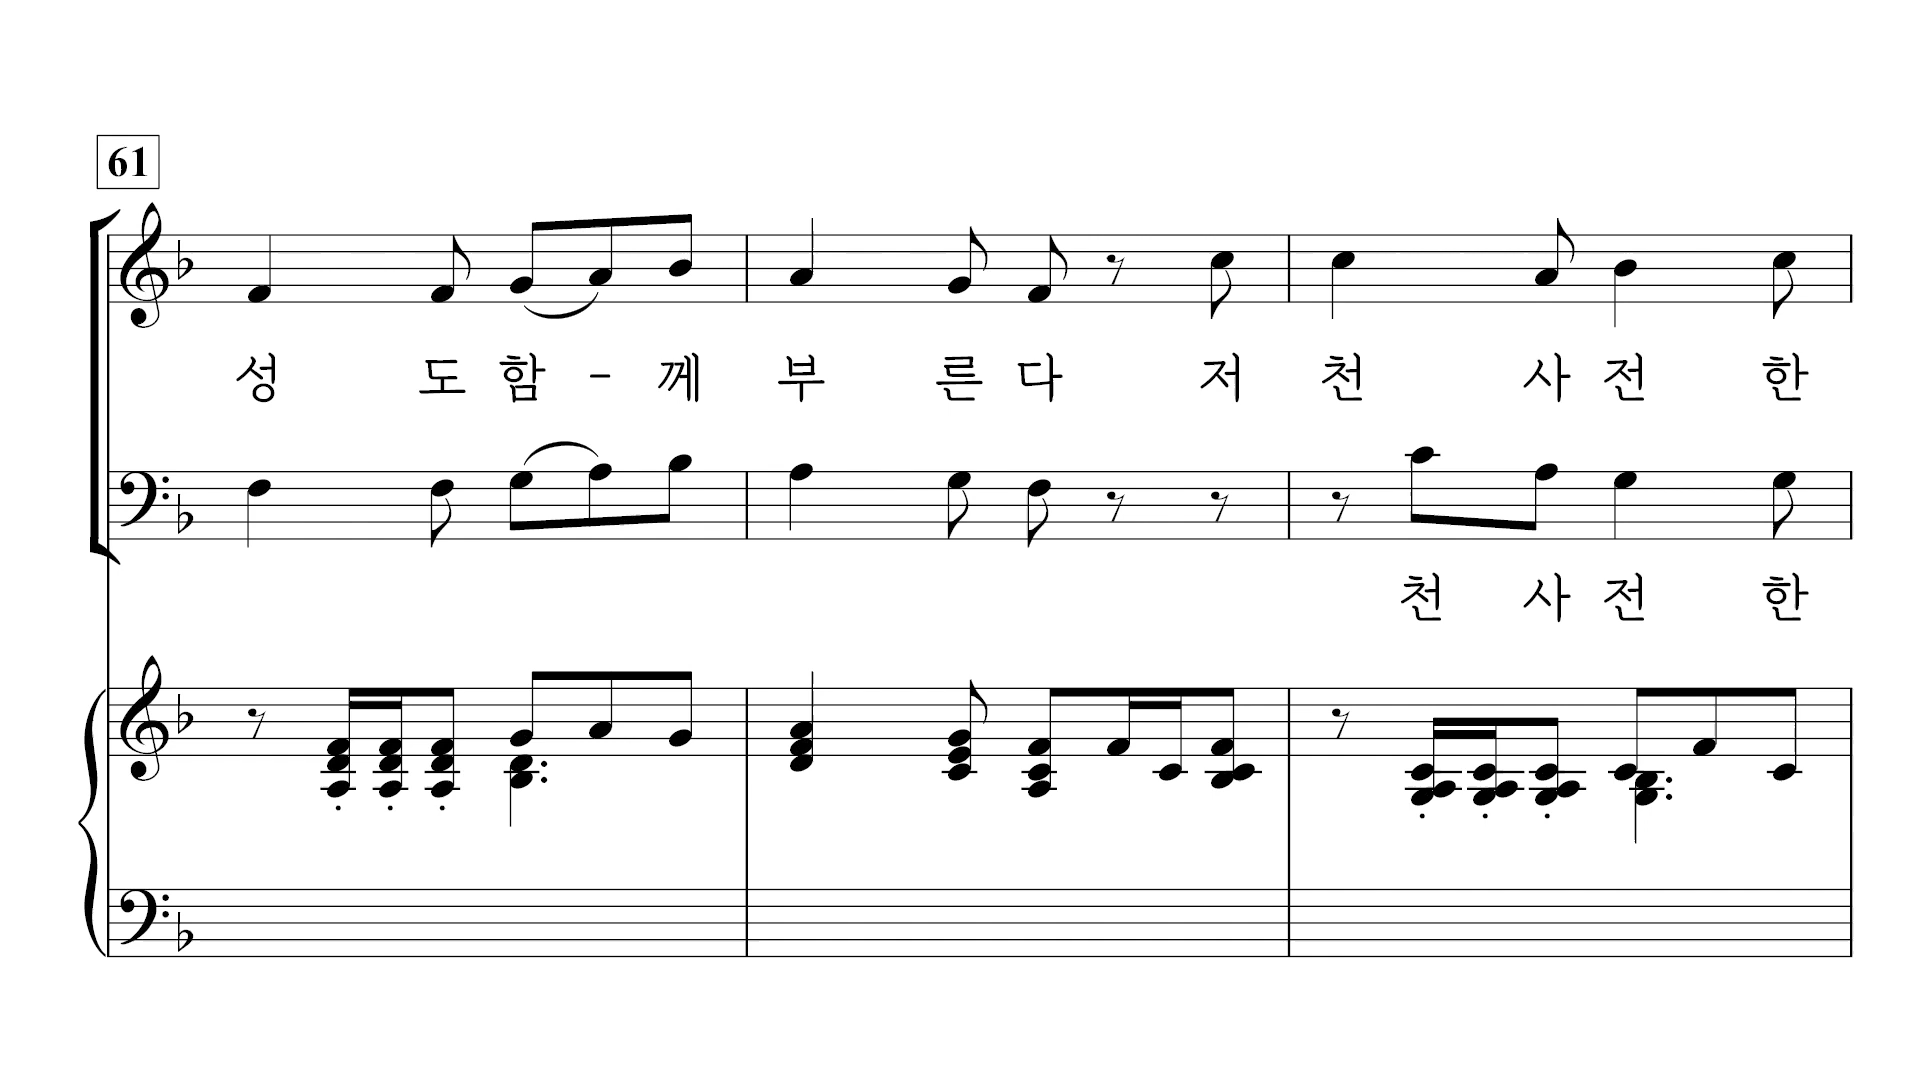 61
성 도 함 - 께 부 른 다 저 천 사 전 한
천 사 전 한